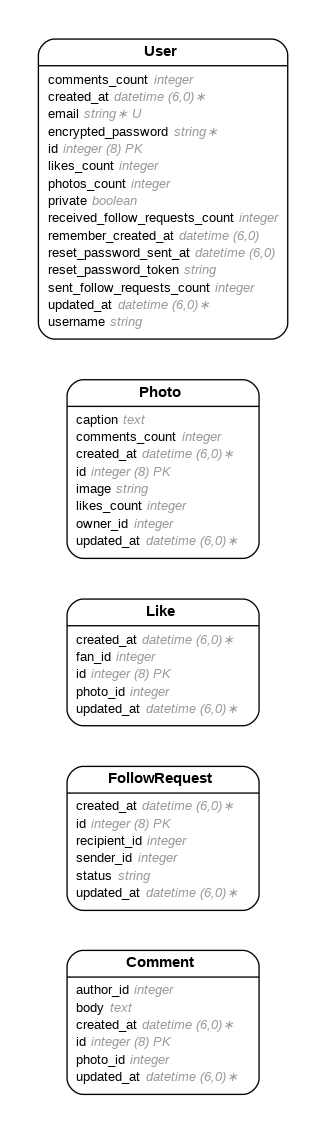 User
comments_count integer
created_at datetime (6,0)∗
email string∗ U
encrypted_password string∗
id integer (8) PK
likes_count integer
photos_count integer
private boolean
received_follow_requests_count integer
remember_created_at datetime (6,0)
reset_password_sent_at datetime (6,0)
reset_password_token string
sent_follow_requests_count integer
updated_at datetime (6,0)∗
username string
Photo
caption text
comments_count integer
created_at datetime (6,0)∗
id integer (8) PK
image string
likes_count integer
owner_id integer
updated_at datetime (6,0)∗
Like
created_at datetime (6,0)∗
fan_id integer
id integer (8) PK
photo_id integer
updated_at datetime (6,0)∗
FollowRequest
created_at datetime (6,0)∗
id integer (8) PK
recipient_id integer
sender_id integer
status string
updated_at datetime (6,0)∗
Comment
author_id integer
body text
created_at datetime (6,0)∗
id integer (8) PK
photo_id integer
updated_at datetime (6,0)∗